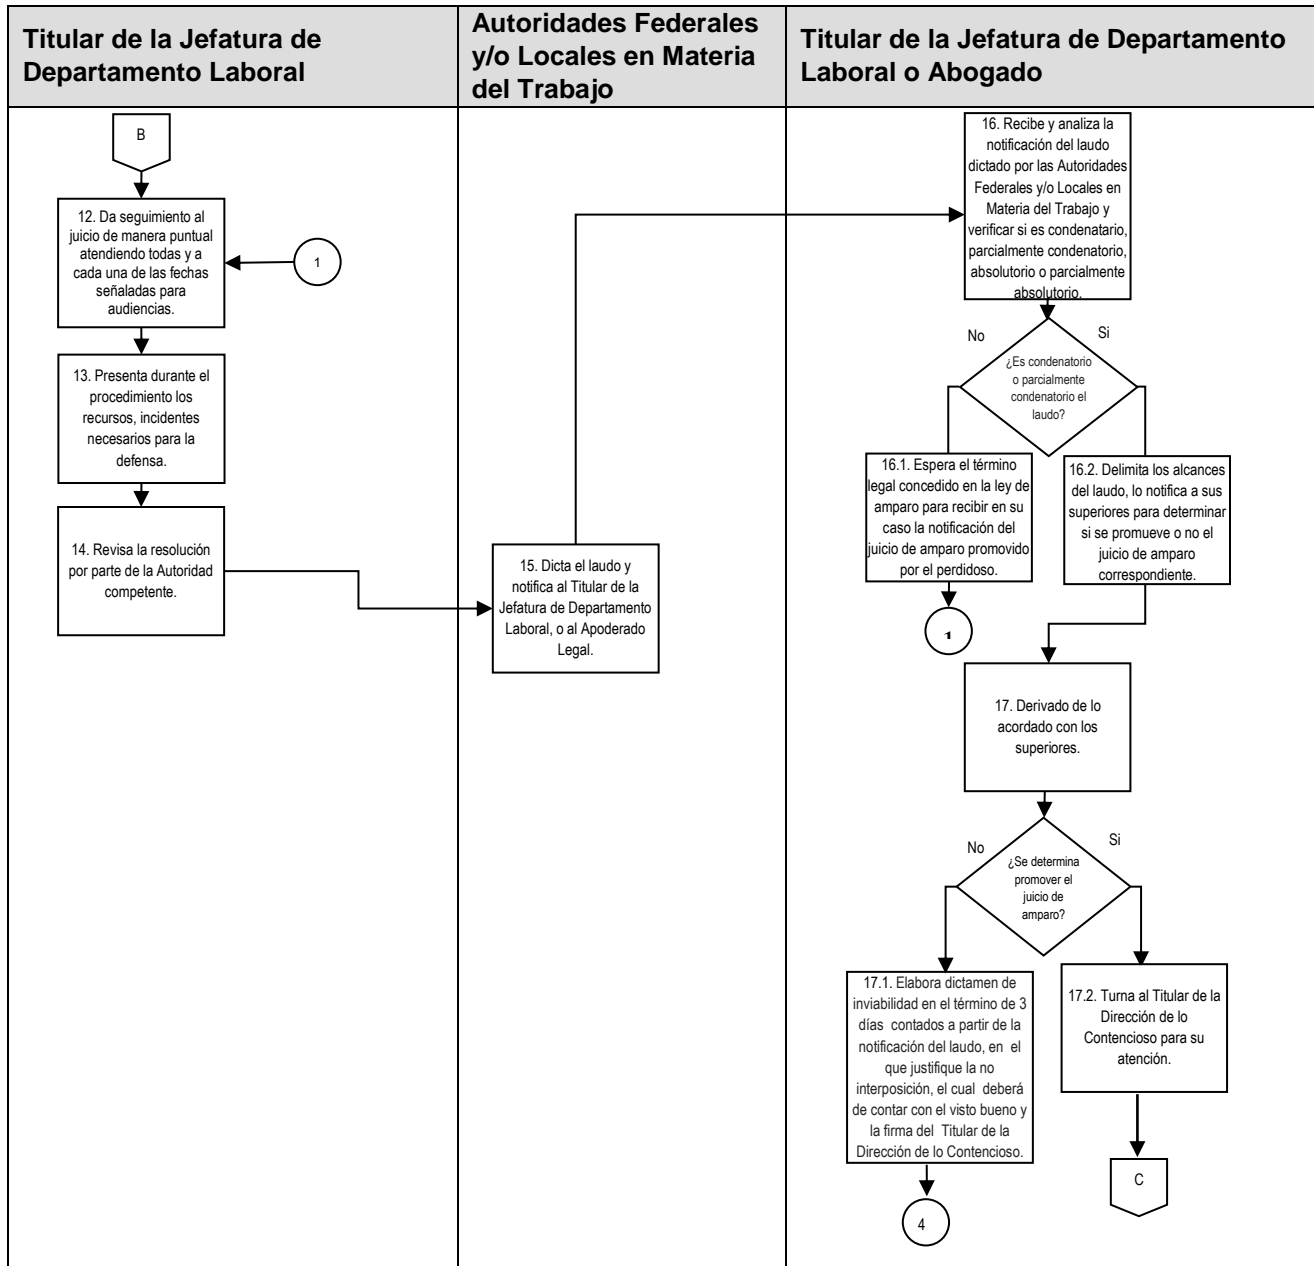 Titular de la Jefatura de
Departamento Laboral
Autoridades Federales
y/o Locales en Materia
del Trabajo
Titular de la Jefatura de Departamento
Laboral o Abogado
B
12. Da seguimiento al
juicio de manera puntual
atendiendo todas y a
cada una de las fechas
señaladas para
audiencias.
1
13. Presenta durante el
procedimiento los
recursos, incidentes
necesarios para la
defensa.
14. Revisa la resolución
por parte de la Autoridad
competente.
15. Dicta el laudo y
notifica al Titular de la
Jefatura de Departamento
Laboral, o al Apoderado
Legal.
16. Recibe y analiza la
notificación del laudo
dictado por las Autoridades
Federales y/o Locales en
Materia del Trabajo y
verificar si es condenatario,
parcialmente condenatorio,
absolutorio o parcialmente
absolutorio.
No
Si
¿Es condenatorio
o parcialmente
condenatorio el
laudo?
16.1. Espera el término
legal concedido en la ley de
amparo para recibir en su
caso la notificación del
juicio de amparo promovido
por el perdidoso.
16.2. Delimita los alcances
del laudo, lo notifica a sus
superiores para determinar
si se promueve o no el
juicio de amparo
correspondiente.
1
17. Derivado de lo
acordado con los
superiores.
No
Si
¿Se determina
promover el
juicio de
amparo?
17.1. Elabora dictamen de
inviabilidad en el término de 3
días contados a partir de la
notificación del laudo, en el
que justifique la no
interposición, el cual deberá
de contar con el visto bueno y
la firma del Titular de la
Dirección de lo Contencioso.
17.2. Turna al Titular de la
Dirección de lo
Contencioso para su
atención.
4
C